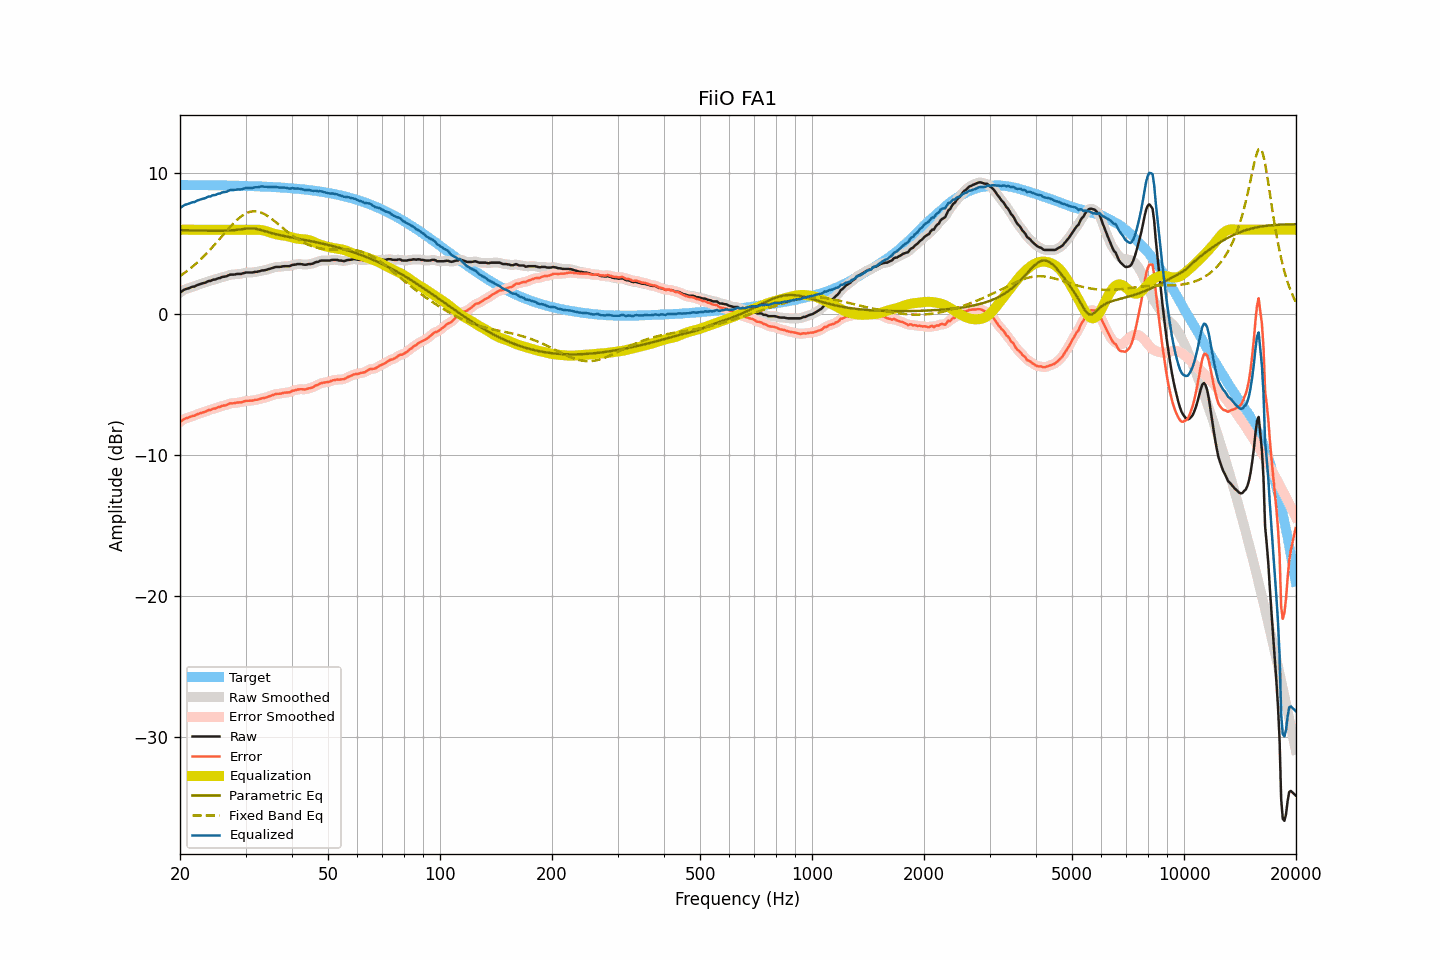 FiiO FA1
Amplitude (dBr)
10
0
−10
−20
−30
Target
Raw Smoothed
Error Smoothed
Raw
Error
Equalization
Parametric Eq
Fixed Band Eq
Equalized
20 50 100 200 500 1000 2000 5000 10000 20000
Frequency (Hz)